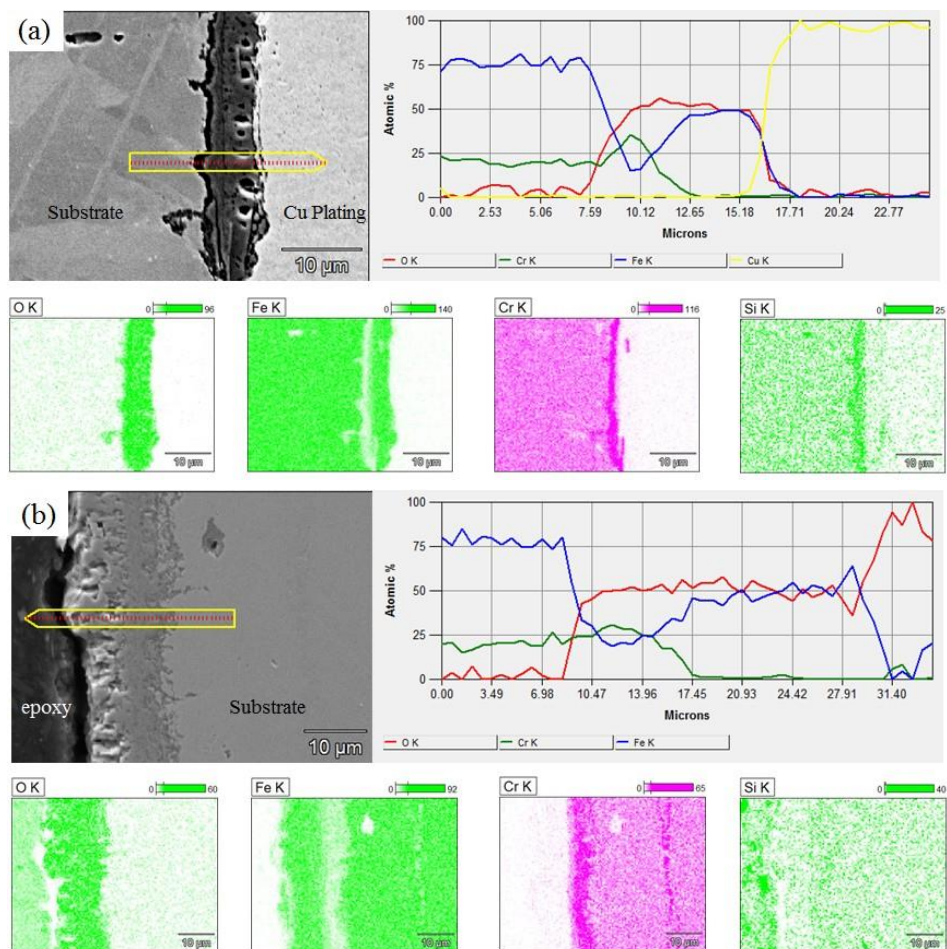 (a)
Substrate
Cu Plating
10 µm
100
75
50
25
0
Atomic %
0.00 2.53 5.06 7.59 10.12 12.65 15.18 17.71 20.24 22.77
Microns
O K Cr K Fe K Cu K
O K 0 96
10 µm
Fe K 0 140
10 µm
Cr K 0 116
10 µm
Si K 0 25
10 µm
(b)
epoxy
Substrate
10 µm
100
75
50
25
0
Atomic %
0.00 3.49 6.98 10.47 13.96 17.45 20.93 24.42 27.91 31.40
Microns
O K Cr K Fe K
O K 0 60
10 µm
Fe K 0 92
10 µm
Cr K 0 65
10 µm
Si K 0 40
10 µm